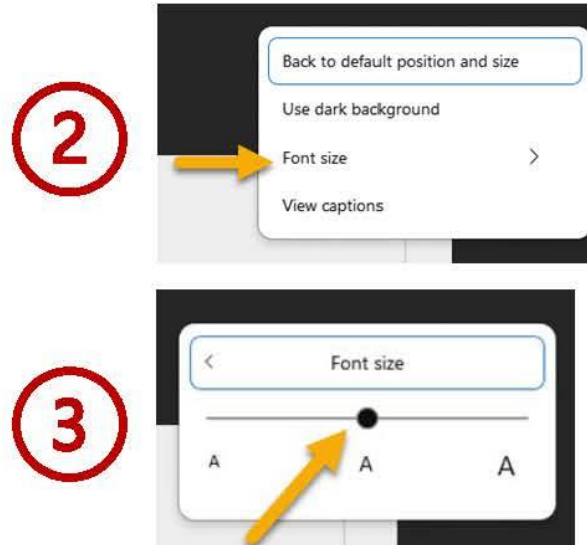 2
Back to default position and size
Use dark background
Font size >
View captions
3
< Font size
A A A